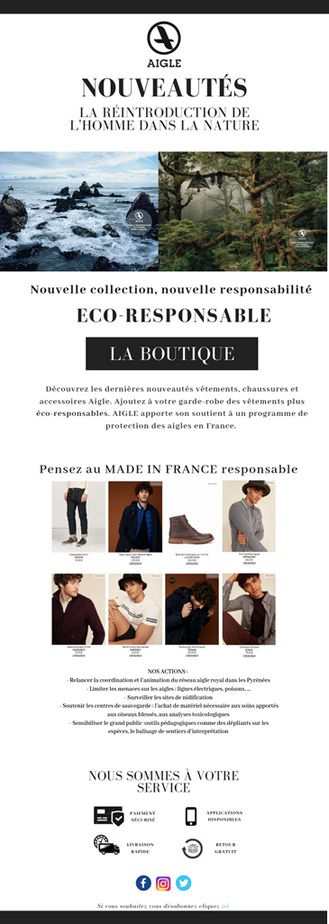 AIGLE
NOUVEAUTÉS
LA RÉINTRODUCTION DE
L'HOMME DANS LA NATURE
Nouvelle collection, nouvelle responsabilité
ECO-RESPONSABLE
LA BOUTIQUE
Découvrez les dernières nouveautés vêtements, chaussures et
accessoires Aigle. Ajoutez à votre garde-robe des vêtements plus
éco-responsables. AIGLE apporte son soutient à un programme de
protection des aigles en France.
Pensez au MADE IN FRANCE responsable
NOS ACTIONS :
- Relancer la coordination et l'animation du réseau aigle royal dans les Pyrénées
- Limiter les menaces sur les aigles : lignes électriques, poisons, ...
- Surveiller les sites de nidification
- Soutenir les centres de sauvegarde : l'achat de matériel nécessaire aux soins apportés
aux oiseaux blessés, aux analyses toxicologiques
- Sensibiliser le grand public :outils pédagogiques comme des dépliants sur les
espèces, le balisage de sentiers d'interprétation
NOUS SOMMES À VOTRE
SERVICE
PAIEMENT
SÉCURISÉ
APPLICATIONS
DISPONIBLES
LIVRAISON
RAPIDE
RETOUR
GRATUIT
Si vous souhaitez vous désabonnez cliquez ici